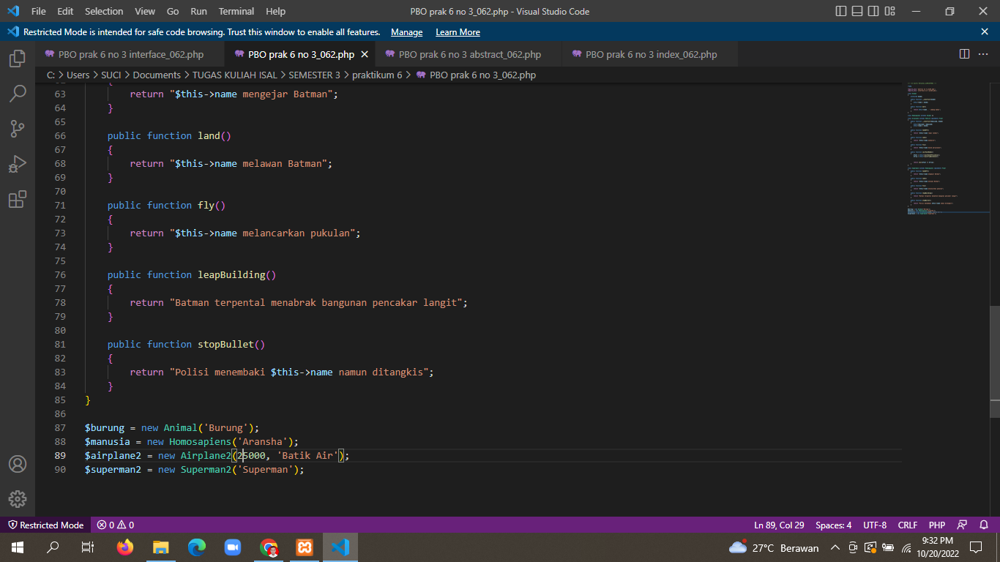 File Edit Selection View Go Run Terminal Help PBO prak 6 no 3_062.php - Visual Studio Code
Restricted Mode is intended for safe code browsing. Trust this window to enable all features. Manage Learn More
PBO prak 6 no 3 interface_062.php PBO prak 6 no 3_062.php PBO prak 6 no 3 abstract_062.php PBO prak 6 no 3 index_062.php
C: > Users > SUCI > Documents > TUGAS KULIAH ISAL > SEMESTER 3 > praktikum 6 > PBO prak 6 no 3_062.php
63 return "$this->name mengejar Batman";
64 }
65
66 public function land()
67 {
68 return "$this->name melawan Batman";
69 }
70
71 public function fly()
72 {
73 return "$this->name melancarkan pukulan";
74 }
75
76 public function leapBuilding()
77 {
78 return "Batman terpental menabrak bangunan pencakar langit";
79 }
80
81 public function stopBullet()
82 {
83 return "Polisi menembaki $this->name namun ditangkis";
84 }
85 }
86
87 $burung = new Animal('Burung');
88 $manusia = new Homosapiens('Aransha');
89 $airplane2 = new Airplane2(25000, 'Batik Air');
90 $superman2 = new Superman2('Superman');
Restricted Mode 0 0 Ln 89, Col 29 Spaces: 4 UTF-8 CRLF PHP
27°C Berawan 9:32 PM
10/20/2022